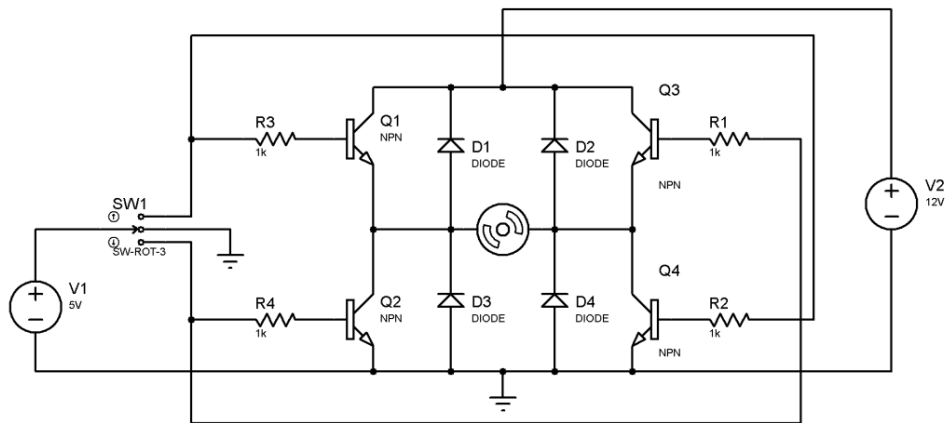 Q3
R3
1k
Q1
NPN
D1
DIODE
D2
DIODE
R1
1k
NPN
V2
12V
SW1
SW-ROT-3
Q4
V1
5V
R4
1k
Q2
NPN
D3
DIODE
D4
DIODE
R2
1k
NPN